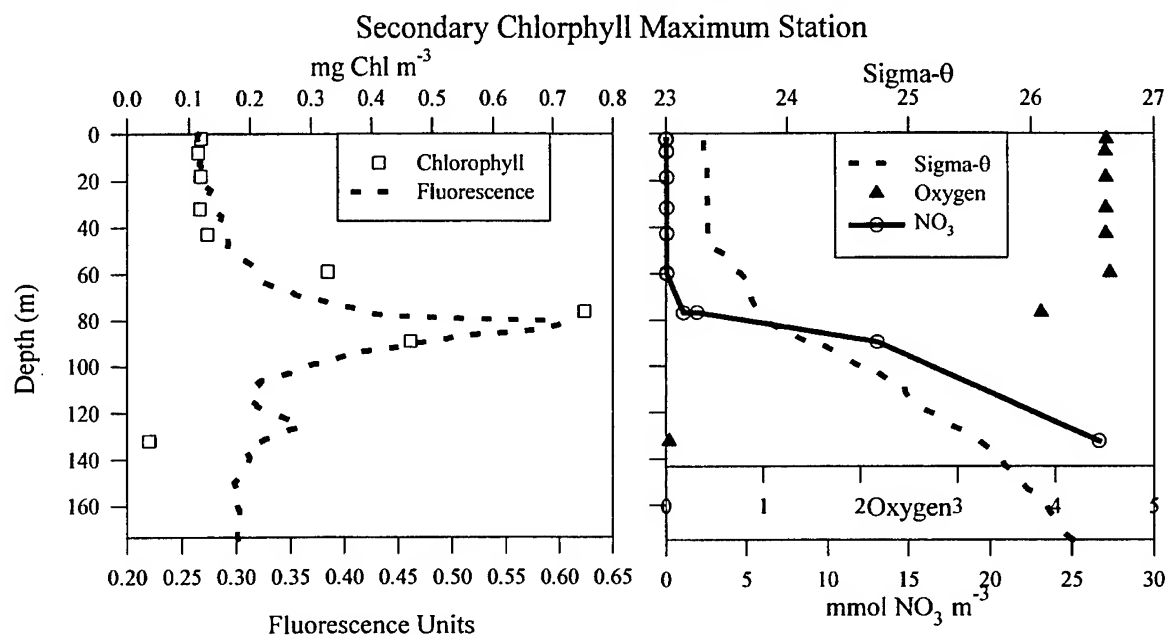 Secondary Chlorphyll Maximum Station
mg Chl m⁻³
0.0 0.1 0.2 0.3 0.4 0.5 0.6 0.7 0.8
Depth (m)
0
20
40
60
80
100
120
140
160
Chlorophyll
Fluorescence
0.20 0.25 0.30 0.35 0.40 0.45 0.50 0.55 0.60 0.65
Fluorescence Units
Sigma-θ
23 24 25 26 27
Sigma-θ
Oxygen
NO₃
0 1 2 3 4 5
Oxygen
0 5 10 15 20 25 30
mmol NO₃ m⁻³